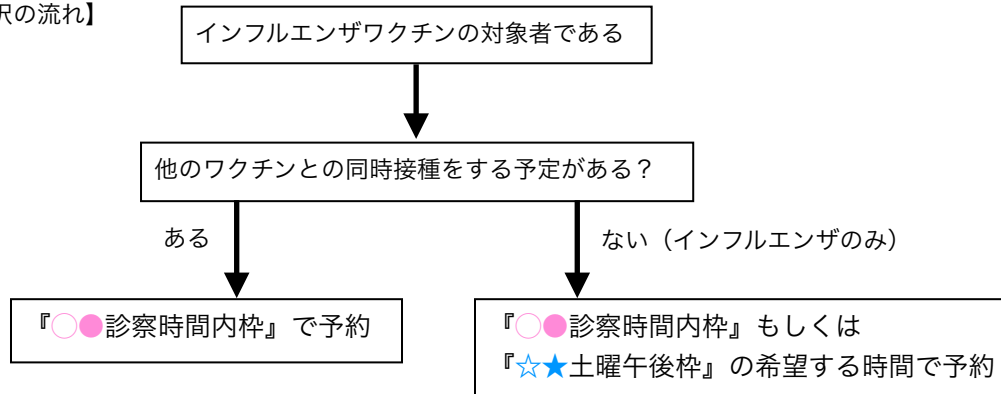 択の流れ】
インフルエンザワクチンの対象者である
他のワクチンとの同時接種をする予定がある？
ある
ない（インフルエンザのみ）
『○●診察時間内枠』で予約
『○●診察時間内枠』もしくは
『☆★土曜午後枠』の希望する時間で予約